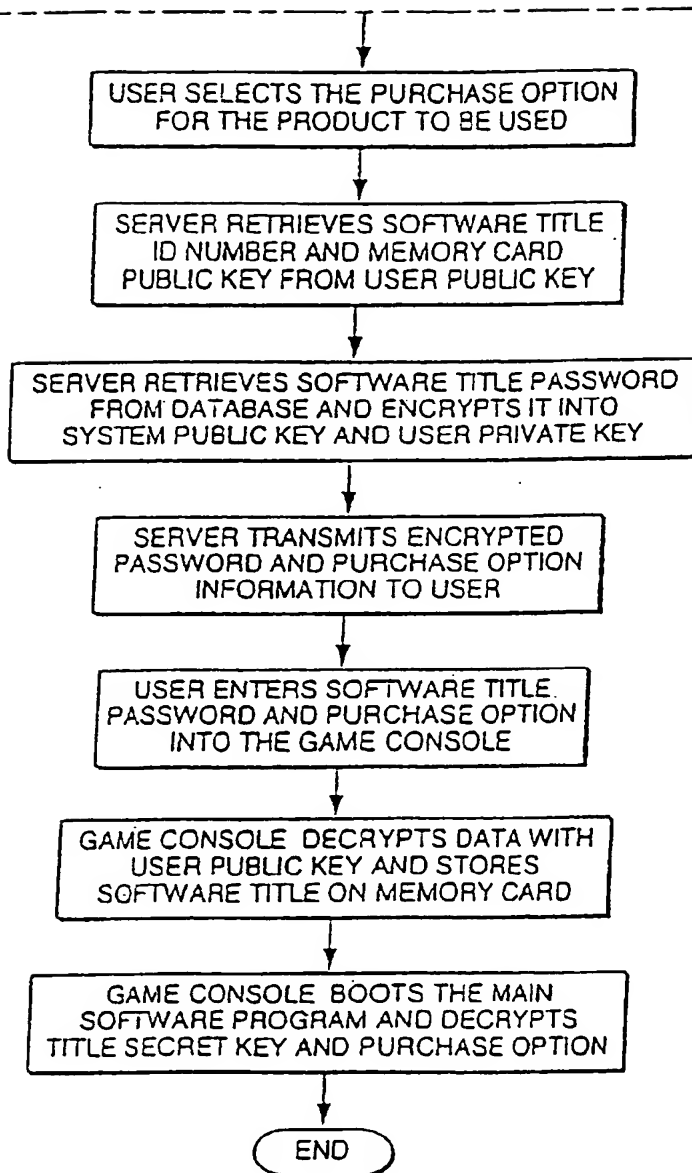 USER SELECTS THE PURCHASE OPTION
FOR THE PRODUCT TO BE USED
SERVER RETRIEVES SOFTWARE TITLE
ID NUMBER AND MEMORY CARD
PUBLIC KEY FROM USER PUBLIC KEY
SERVER RETRIEVES SOFTWARE TITLE PASSWORD
FROM DATABASE AND ENCRYPTS IT INTO
SYSTEM PUBLIC KEY AND USER PRIVATE KEY
SERVER TRANSMITS ENCRYPTED
PASSWORD AND PURCHASE OPTION
INFORMATION TO USER
USER ENTERS SOFTWARE TITLE
PASSWORD AND PURCHASE OPTION
INTO THE GAME CONSOLE
GAME CONSOLE DECRYPTS DATA WITH
USER PUBLIC KEY AND STORES
SOFTWARE TITLE ON MEMORY CARD
GAME CONSOLE BOOTS THE MAIN
SOFTWARE PROGRAM AND DECRYPTS
TITLE SECRET KEY AND PURCHASE OPTION
END